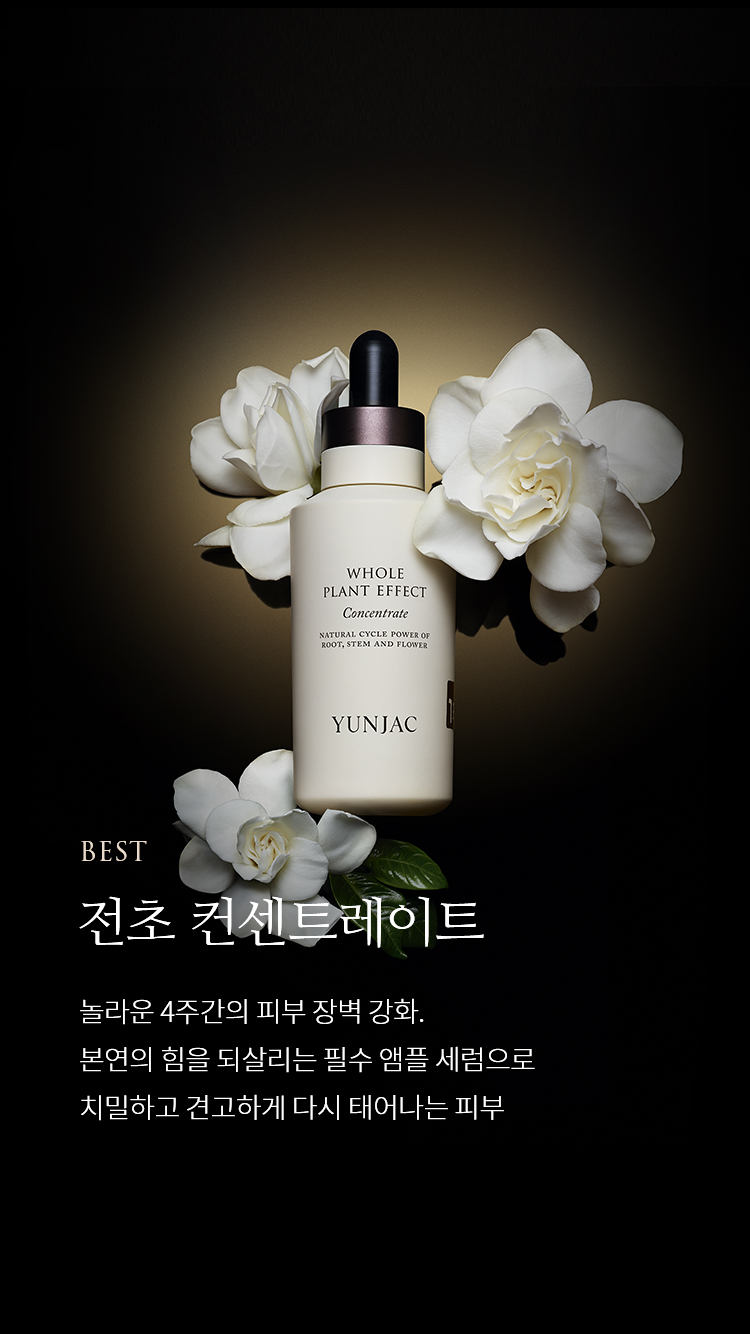 WHOLE
PLANT EFFECT
Concentrate
NATURAL CYCLE POWER OF
ROOT, STEM AND FLOWER
YUNJAC
BEST
전초 컨센트레이트
놀라운 4주간의 피부 장벽 강화.
본연의 힘을 되살리는 필수 앰플 세럼으로
치밀하고 견고하게 다시 태어나는 피부